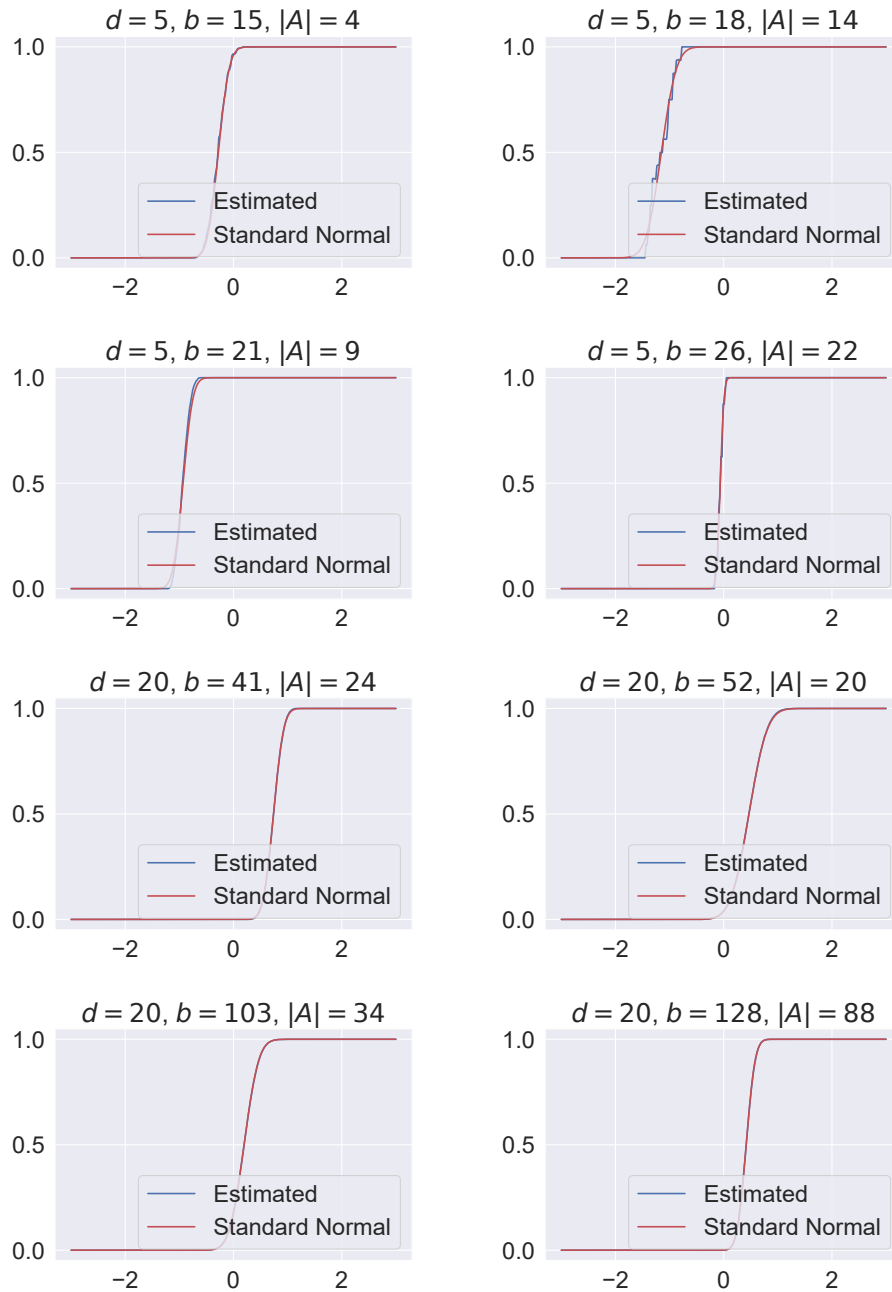 d = 5, b = 15, |A| = 4
1.0
0.5
0.0
Estimated
Standard Normal
−2 0 2
d = 5, b = 18, |A| = 14
1.0
0.5
0.0
Estimated
Standard Normal
−2 0 2
d = 5, b = 21, |A| = 9
1.0
0.5
0.0
Estimated
Standard Normal
−2 0 2
d = 5, b = 26, |A| = 22
1.0
0.5
0.0
Estimated
Standard Normal
−2 0 2
d = 20, b = 41, |A| = 24
1.0
0.5
0.0
Estimated
Standard Normal
−2 0 2
d = 20, b = 52, |A| = 20
1.0
0.5
0.0
Estimated
Standard Normal
−2 0 2
d = 20, b = 103, |A| = 34
1.0
0.5
0.0
Estimated
Standard Normal
−2 0 2
d = 20, b = 128, |A| = 88
1.0
0.5
0.0
Estimated
Standard Normal
−2 0 2